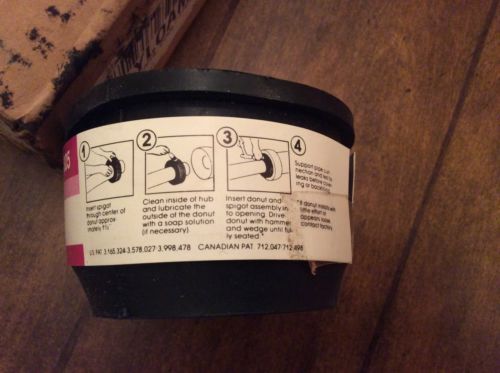 US
1
2
3
4
Insert spigot
through center of
donut approx
imately 1½"
Clean inside of hub
and lubricate the
outside of the donut
with a soap solution
(if necessary).
Insert donut and
spigot assembly in
to opening. Drive
donut with hammer
and wedge until ful
ly seated.*
Support pipe
nection and test for
leaks before cover
ing or backfilling
*If donut installs with
little effort or
appears loose,
contact factory
U.S. PAT 3,165,324-3,578,027-3,998,478 CANADIAN PAT 712,047-712,498